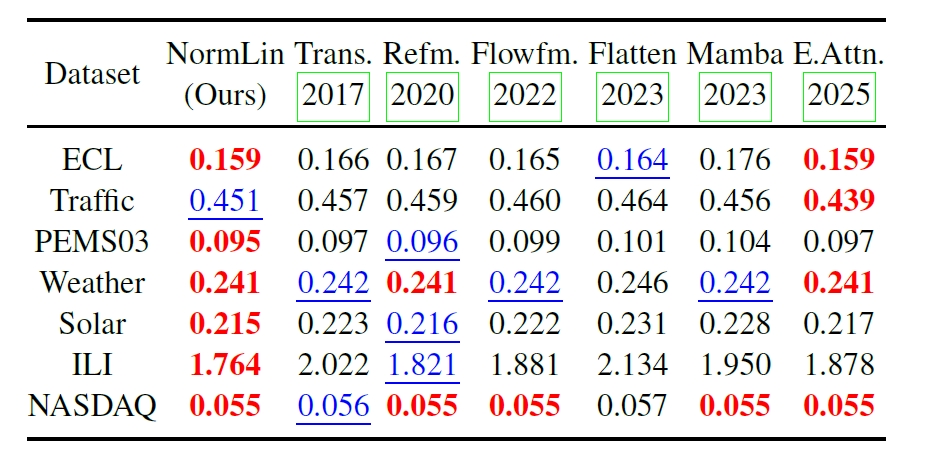 Dataset NormLin Trans. Refm. Flowfm. Flatten Mamba E.Attn.
(Ours) 2017 2020 2022 2023 2023 2025
ECL 0.159 0.166 0.167 0.165 0.164 0.176 0.159
Traffic 0.451 0.457 0.459 0.460 0.464 0.456 0.439
PEMS03 0.095 0.097 0.096 0.099 0.101 0.104 0.097
Weather 0.241 0.242 0.241 0.242 0.246 0.242 0.241
Solar 0.215 0.223 0.216 0.222 0.231 0.228 0.217
ILI 1.764 2.022 1.821 1.881 2.134 1.950 1.878
NASDAQ 0.055 0.056 0.055 0.055 0.057 0.055 0.055